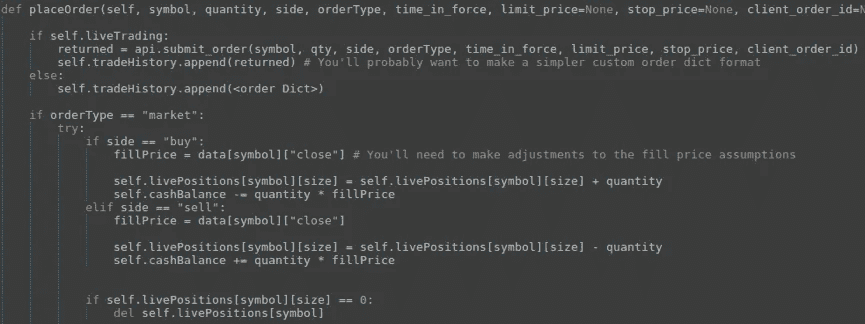 def placeOrder(self, symbol, quantity, side, orderType, time_in_force, limit_price=None, stop_price=None, client_order_id=N
if self.liveTrading:
returned = api.submit_order(symbol, qty, side, orderType, time_in_force, limit_price, stop_price, client_order_id)
self.tradeHistory.append(returned) # You'll probably want to make a simpler custom order dict format
else:
self.tradeHistory.append(<order Dict>)
if orderType == "market":
try:
if side == "buy":
fillPrice = data[symbol]["close"] # You'll need to make adjustments to the fill price assumptions
self.livePositions[symbol][size] = self.livePositions[symbol][size] + quantity
self.cashBalance -= quantity * fillPrice
elif side == "sell":
fillPrice = data[symbol]["close"]
self.livePositions[symbol][size] = self.livePositions[symbol][size] - quantity
self.cashBalance += quantity * fillPrice
if self.livePositions[symbol][size] == 0:
del self.livePositions[symbol]